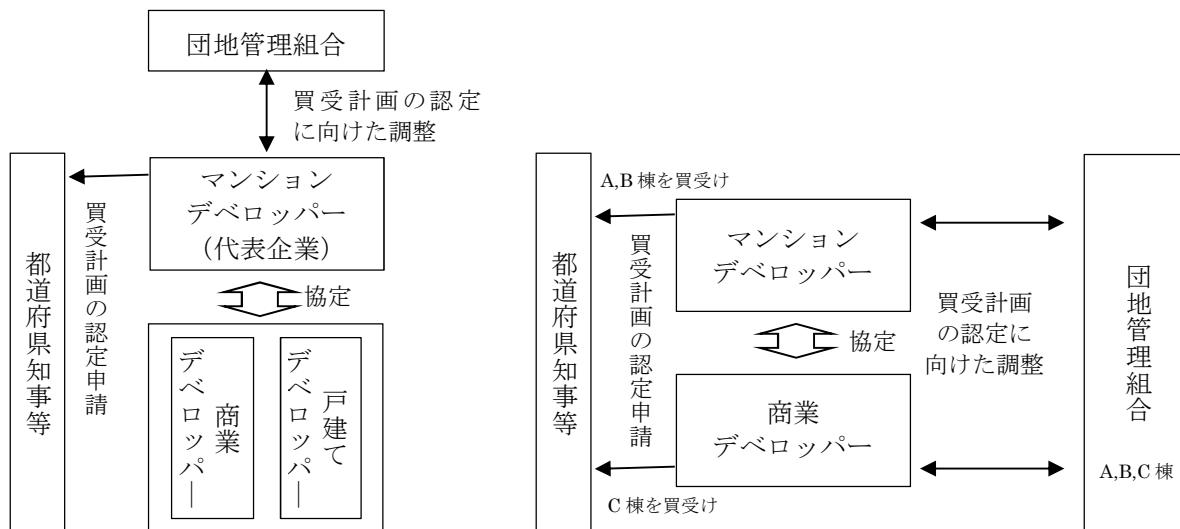 団地管理組合
買受計画の認定
に向けた調整
都道府県知事等
買受計画の認定申請
マンション
デベロッパー
（代表企業）
協定
商業
デベロッパー
戸建て
デベロッパー
都道府県知事等
A,B 棟を買受け
買受計画の認定申請
C 棟を買受け
マンション
デベロッパー
協定
商業
デベロッパー
買受計画
の認定に
向けた調整
団地管理組合
A,B,C 棟